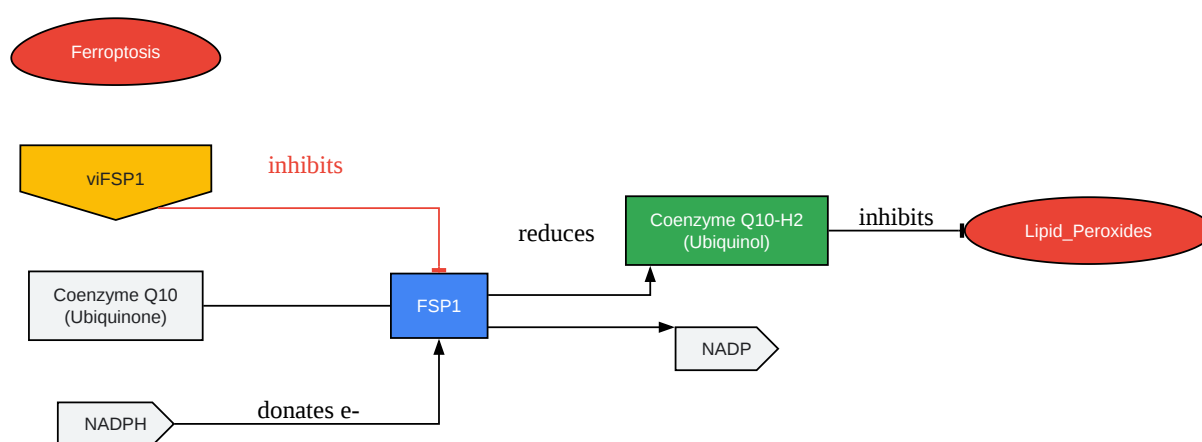 Ferroptosis
viFSP1
inhibits
Coenzyme Q10
(Ubiquinone)
FSP1
NADPH
donates e-
reduces
Coenzyme Q10-H2
(Ubiquinol)
NADP
inhibits
Lipid_Peroxides